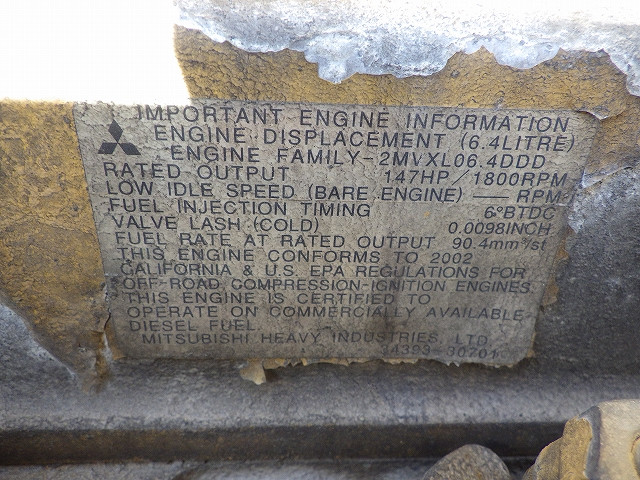 IMPORTANT ENGINE INFORMATION
ENGINE DISPLACEMENT (6.4LITRE)
ENGINE FAMILY-2MVXL06.4DDD
RATED OUTPUT 147HP/1800RPM
LOW IDLE SPEED (BARE ENGINE) — RPM
FUEL INJECTION TIMING 6°BTDC
VALVE LASH (COLD) 0.0098INCH
FUEL RATE AT RATED OUTPUT 90.4mm³/st
THIS ENGINE CONFORMS TO 2002
CALIFORNIA & U.S. EPA REGULATIONS FOR
OFF-ROAD COMPRESSION-IGNITION ENGINES
THIS ENGINE IS CERTIFIED TO
OPERATE ON COMMERCIALLY AVAILABLE
DIESEL FUEL.
MITSUBISHI HEAVY INDUSTRIES, LTD.
34393-30701